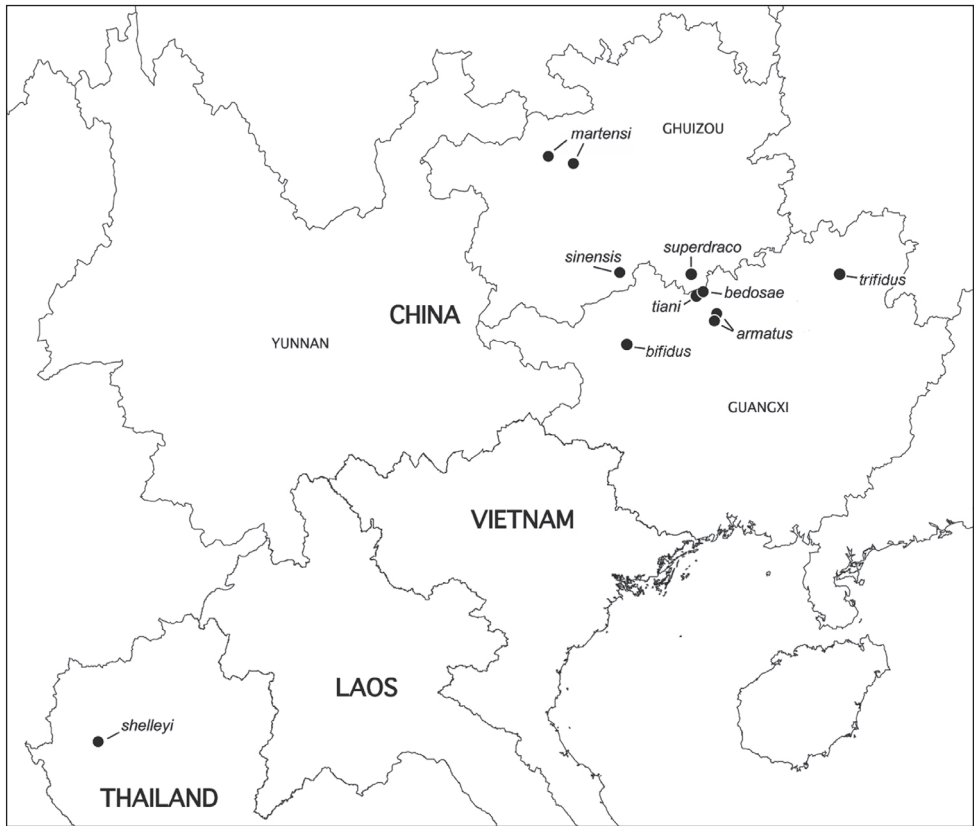 GHUIZOU
martensi
superdraco
sinensis
trifidus
bedosae
tiani
CHINA
armatus
YUNNAN
bifidus
GUANGXI
VIETNAM
LAOS
shelleyi
THAILAND